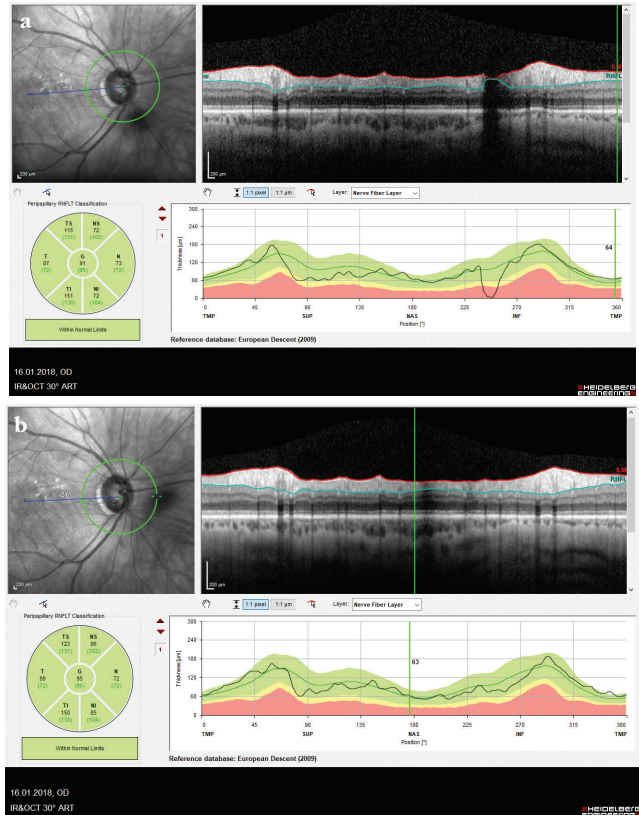 a
ILM
RNFL
200 µm
200 µm
1:1 pixel
1:1 µm
Layer:
Nerve Fiber Layer
Peripapillary RNFLT Classification
TS
115
(131)
NS
72
(102)
T
87
(72)
G
91
(95)
N
73
(72)
TI
151
(138)
NI
72
(104)
Within Normal Limits
1
Thickness [µm]
300
240
180
120
60
0
64
0
45
90
135
180
225
270
315
360
TMP
SUP
NAS
INF
TMP
Position [°]
Reference database: European Descent (2009)
16.01.2018, OD
IR&OCT 30° ART
HEIDELBERG
ENGINEERING
b
ILM
RNFL
200 µm
200 µm
1:1 pixel
1:1 µm
Layer:
Nerve Fiber Layer
Peripapillary RNFLT Classification
TS
123
(131)
NS
86
(102)
T
89
(72)
G
95
(95)
N
72
(72)
TI
150
(138)
NI
85
(104)
Within Normal Limits
1
Thickness [µm]
300
240
180
120
60
0
63
0
45
90
135
180
225
270
315
360
TMP
SUP
NAS
INF
TMP
Position [°]
Reference database: European Descent (2009)
16.01.2018, OD
IR&OCT 30° ART
HEIDELBERG
ENGINEERING